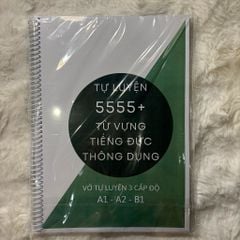 TỰ LUYỆN
5555+
TỪ VỰNG
TIẾNG ĐỨC
THÔNG DỤNG
VỞ TỰ LUYỆN 3 CẤP ĐỘ
A1 - A2 - B1